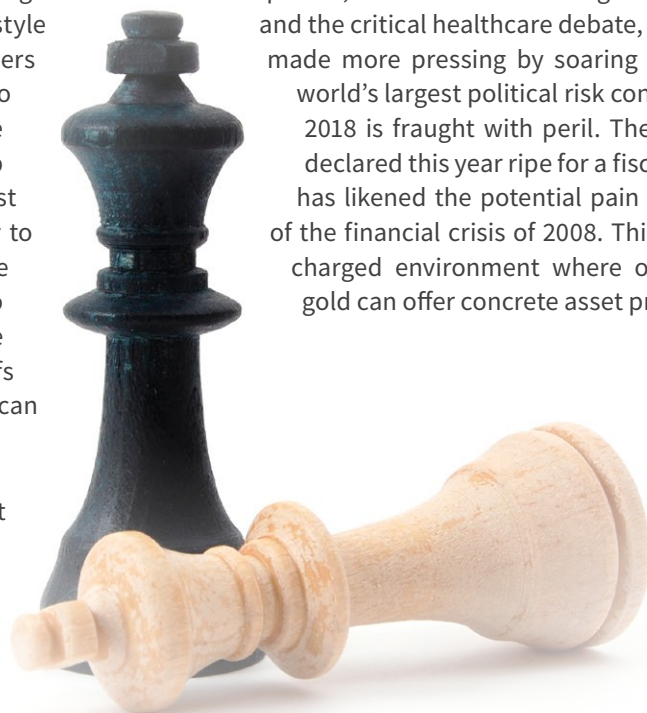 style
ers
o
e
o
st
to
e
o
e
fs
can
t
and the critical healthcare debate,
made more pressing by soaring
world’s largest political risk con
2018 is fraught with peril. The
declared this year ripe for a fisc
has likened the potential pain
of the financial crisis of 2008. Thi
charged environment where o
gold can offer concrete asset pr